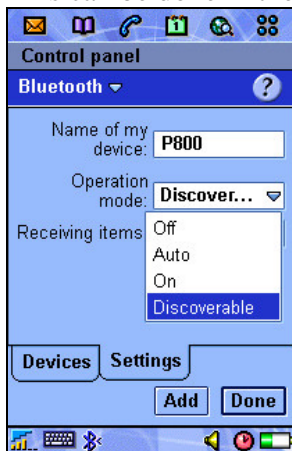 1
Control panel
Bluetooth
?
Name of my
device: P800
Operation
mode: Discover...
Receiving items
Off
Auto
On
Discoverable
Devices Settings
Add Done